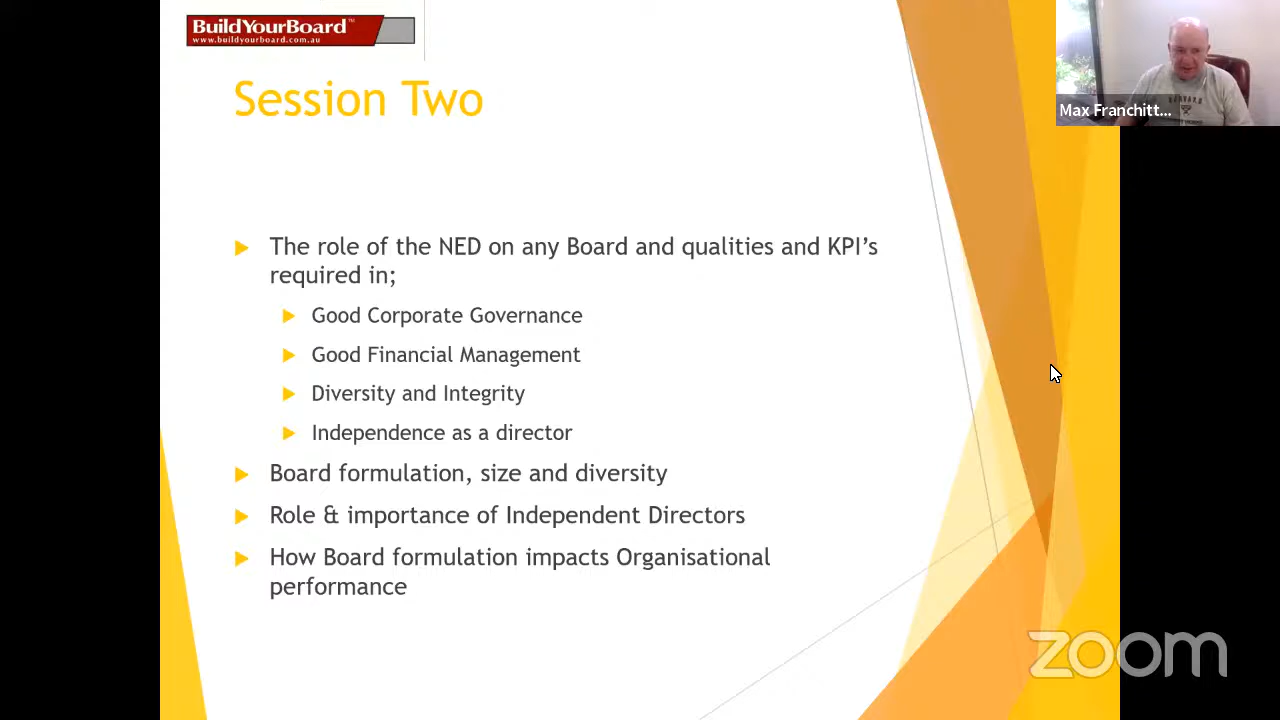 BuildYourBoard™
www.buildyourboard.com.au
Session Two
Max Franchitt...
HARVARD
The role of the NED on any Board and qualities and KPI's
required in;
Good Corporate Governance
Good Financial Management
Diversity and Integrity
Independence as a director
Board formulation, size and diversity
Role & importance of Independent Directors
How Board formulation impacts Organisational
performance
zoom